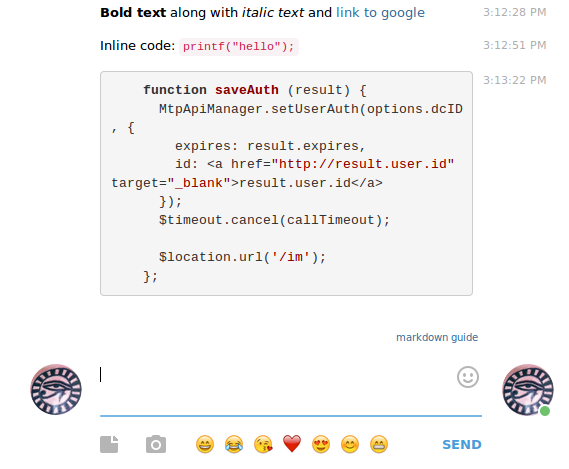 Bold text along with italic text and link to google 3:12:28 PM
Inline code: printf("hello"); 3:12:51 PM
3:13:22 PM
    function saveAuth (result) {
      MtpApiManager.setUserAuth(options.dcID
, {
        expires: result.expires,
        id: <a href="http://result.user.id"
target="_blank">result.user.id</a>
      });
      $timeout.cancel(callTimeout);

      $location.url('/im');
    };
markdown guide
SEND